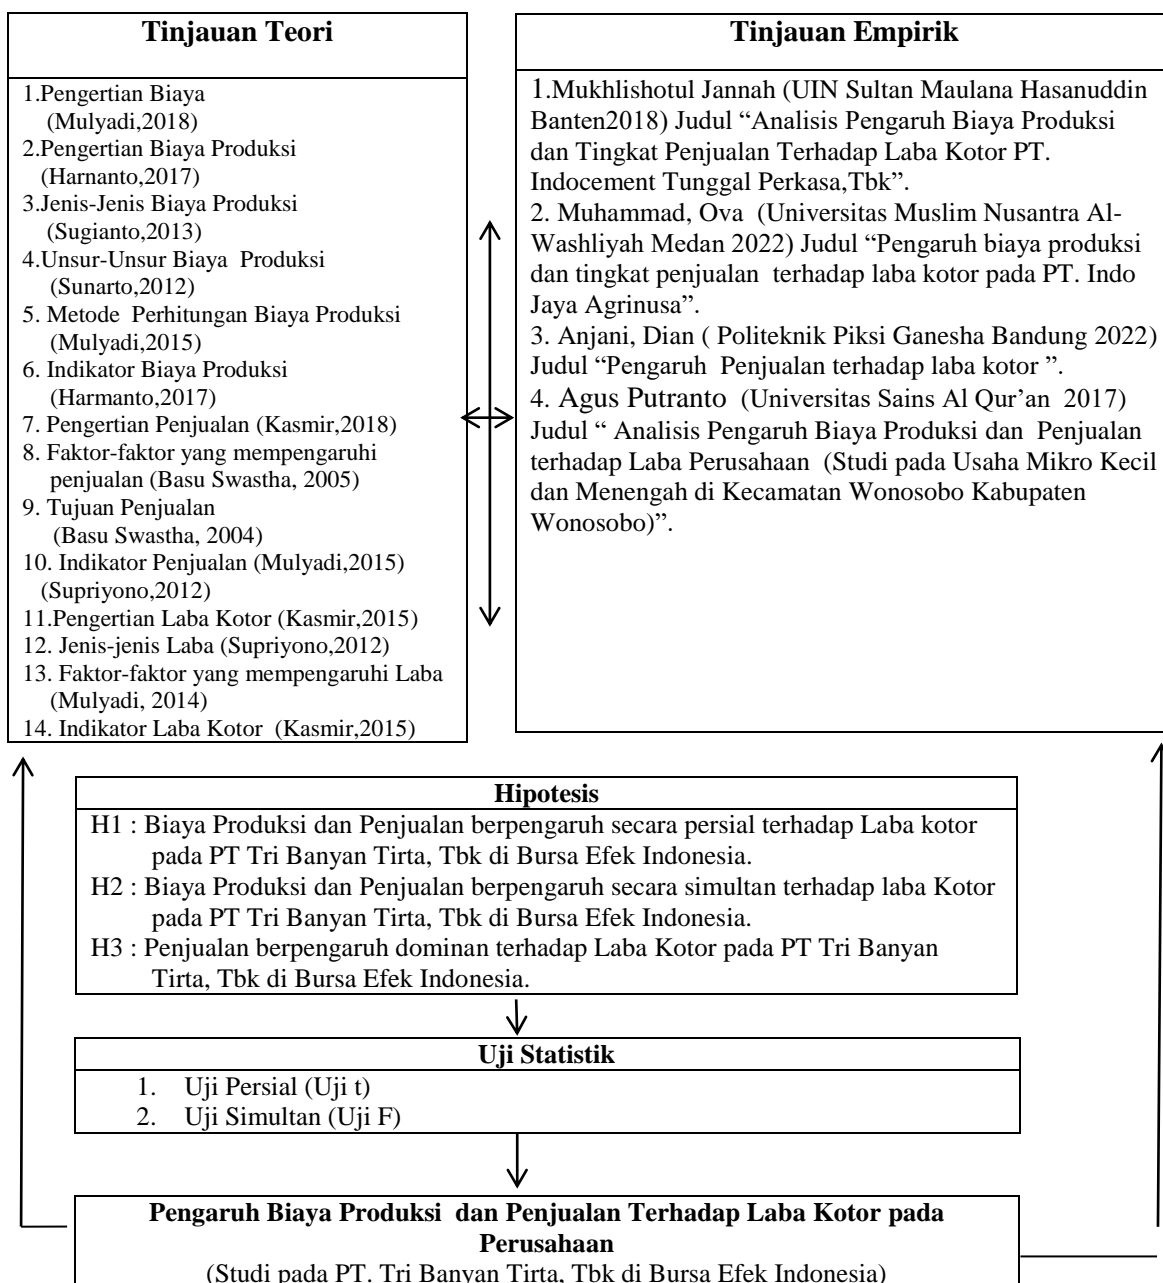 Tinjauan Teori
1.Pengertian Biaya
(Mulyadi,2018)
2.Pengertian Biaya Produksi
(Harnanto,2017)
3.Jenis-Jenis Biaya Produksi
(Sugianto,2013)
4.Unsur-Unsur Biaya Produksi
(Sunarto,2012)
5. Metode Perhitungan Biaya Produksi
(Mulyadi,2015)
6. Indikator Biaya Produksi
(Harmanto,2017)
7. Pengertian Penjualan (Kasmir,2018)
8. Faktor-faktor yang mempengaruhi
penjualan (Basu Swastha, 2005)
9. Tujuan Penjualan
(Basu Swastha, 2004)
10. Indikator Penjualan (Mulyadi,2015)
(Supriyono,2012)
11.Pengertian Laba Kotor (Kasmir,2015)
12. Jenis-jenis Laba (Supriyono,2012)
13. Faktor-faktor yang mempengaruhi Laba
(Mulyadi, 2014)
14. Indikator Laba Kotor (Kasmir,2015)
Tinjauan Empirik
1.Mukhlishotul Jannah (UIN Sultan Maulana Hasanuddin
Banten2018) Judul “Analisis Pengaruh Biaya Produksi
dan Tingkat Penjualan Terhadap Laba Kotor PT.
Indocement Tunggal Perkasa,Tbk”.
2. Muhammad, Ova (Universitas Muslim Nusantra Al-
Washliyah Medan 2022) Judul “Pengaruh biaya produksi
dan tingkat penjualan terhadap laba kotor pada PT. Indo
Jaya Agrinusa”.
3. Anjani, Dian ( Politeknik Piksi Ganesha Bandung 2022)
Judul “Pengaruh Penjualan terhadap laba kotor ”.
4. Agus Putranto (Universitas Sains Al Qur’an 2017)
Judul “ Analisis Pengaruh Biaya Produksi dan Penjualan
terhadap Laba Perusahaan (Studi pada Usaha Mikro Kecil
dan Menengah di Kecamatan Wonosobo Kabupaten
Wonosobo)”.
Hipotesis
H1 : Biaya Produksi dan Penjualan berpengaruh secara persial terhadap Laba kotor
pada PT Tri Banyan Tirta, Tbk di Bursa Efek Indonesia.
H2 : Biaya Produksi dan Penjualan berpengaruh secara simultan terhadap laba Kotor
pada PT Tri Banyan Tirta, Tbk di Bursa Efek Indonesia.
H3 : Penjualan berpengaruh dominan terhadap Laba Kotor pada PT Tri Banyan
Tirta, Tbk di Bursa Efek Indonesia.
Uji Statistik
1. Uji Persial (Uji t)
2. Uji Simultan (Uji F)
Pengaruh Biaya Produksi dan Penjualan Terhadap Laba Kotor pada
Perusahaan
(Studi pada PT. Tri Banyan Tirta, Tbk di Bursa Efek Indonesia)